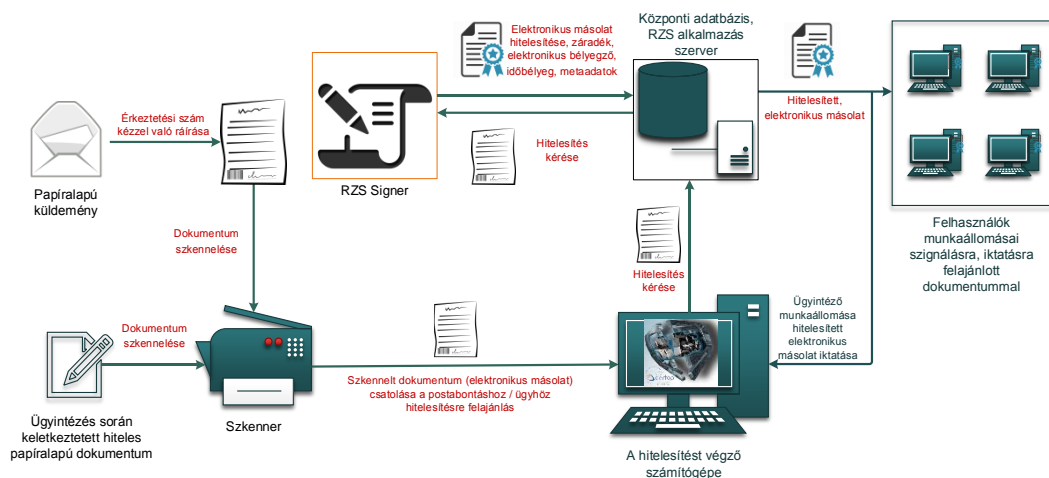 Elektronikus másolat
hitelesítése, záradék,
elektronikus bélyegző,
időbélyeg, metaadatok
Központi adatbázis,
RZS alkalmazás
szerver
Érkeztetési szám
kézzel való ráírása
Hitelesítés
kérése
Hitelesített,
elektronikus másolat
Papíralapú
küldemény
RZS Signer
Felhasználók
munkaállomásai
szignálásra, iktatásra
felajánlott
dokumentummal
Dokumentum
szkennelése
Hitelesítés
kérése
Ügyintéző
munkaállomása
hitelesített
elektronikus
másolat iktatása
Dokumentum
szkennelése
Szkennelt dokumentum (elektronikus másolat)
csatolása a postabontáshoz / ügyhöz
hitelesítésre felajánlás
Ügyintézés során
keletkeztetett hiteles
papíralapú dokumentum
Szkenner
A hitelesítést végző
számítógépe